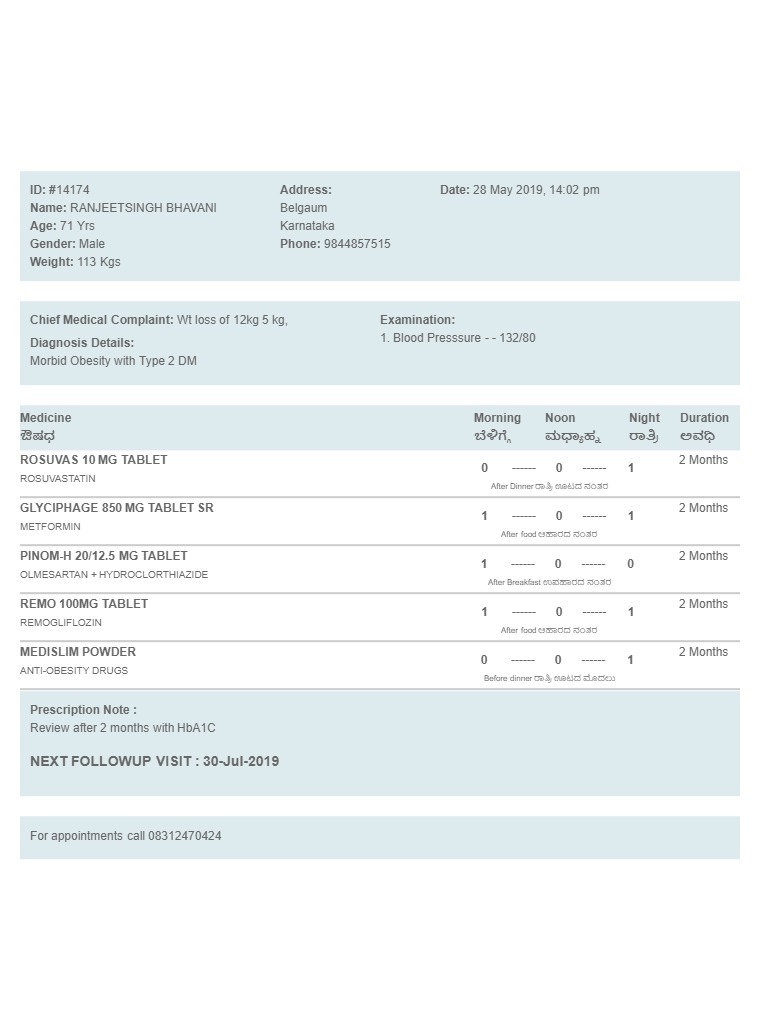 ID: #14174
Name: RANJEETSINGH BHAVANI
Age: 71 Yrs
Gender: Male
Weight: 113 Kgs
Address:
Belgaum
Karnataka
Phone: 9844857515
Date: 28 May 2019, 14:02 pm
Chief Medical Complaint: Wt loss of 12kg 5 kg,
Diagnosis Details:
Morbid Obesity with Type 2 DM
Examination:
1. Blood Presssure - - 132/80
Medicine Morning Noon Night Duration
ಔಷಧ ಬೆಳಿಗ್ಗೆ ಮಧ್ಯಾಹ್ನ ರಾತ್ರಿ ಅವಧಿ
ROSUVAS 10 MG TABLET 0 ------ 0 ------ 1 2 Months
ROSUVASTATIN After Dinner ರಾತ್ರಿ ಊಟದ ನಂತರ
GLYCIPHAGE 850 MG TABLET SR 1 ------ 0 ------ 1 2 Months
METFORMIN After food ಆಹಾರದ ನಂತರ
PINOM-H 20/12.5 MG TABLET 1 ------ 0 ------ 0 2 Months
OLMESARTAN + HYDROCLORTHIAZIDE After Breakfast ಉಪಹಾರದ ನಂತರ
REMO 100MG TABLET 1 ------ 0 ------ 1 2 Months
REMOGLIFLOZIN After food ಆಹಾರದ ನಂತರ
MEDISLIM POWDER 0 ------ 0 ------ 1 2 Months
ANTI-OBESITY DRUGS Before dinner ರಾತ್ರಿ ಊಟದ ಮೊದಲು
Prescription Note :
Review after 2 months with HbA1C
NEXT FOLLOWUP VISIT : 30-Jul-2019
For appointments call 08312470424